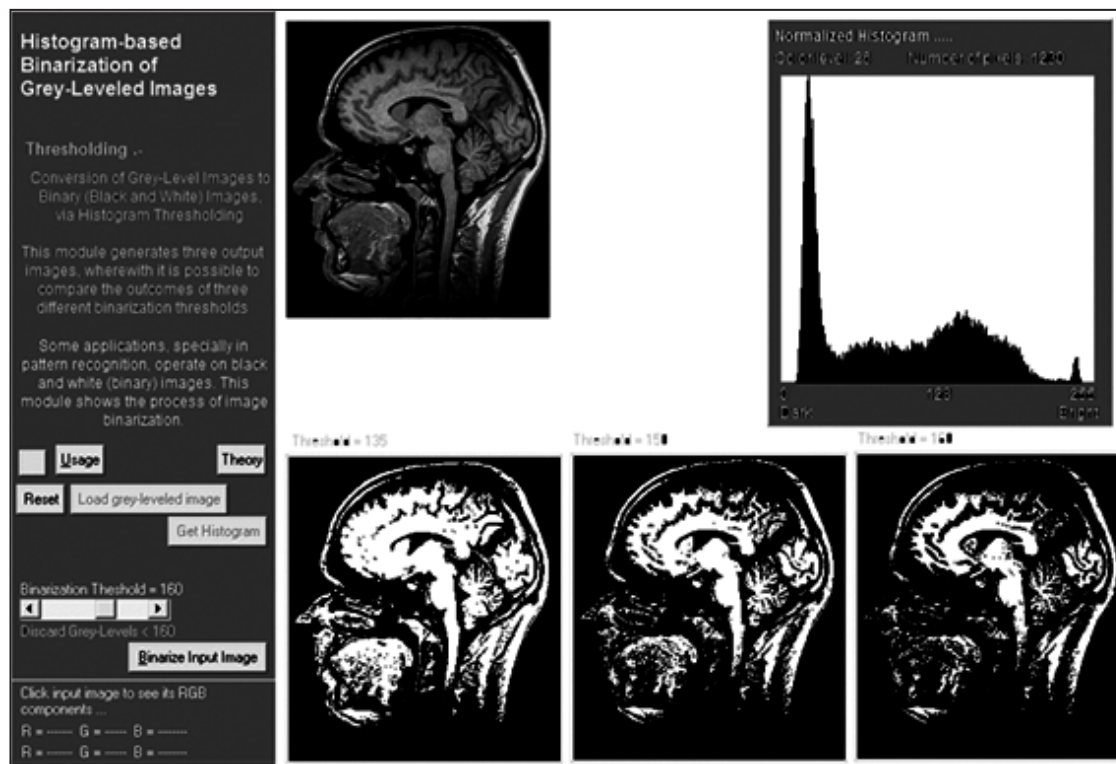 Histogram-based
Binarization of
Grey-Leveled Images
Thresholding .-
Conversion of Grey-Level Images to
Binary (Black and White) Images,
via Histogram Thresholding
This module generates three output
images, wherewith it is possible to
compare the outcomes of three
different binarization thresholds
Some applications, specially in
pattern recognition, operate on black
and white (binary) images. This
module shows the process of image
binarization.
Usage
Theory
Reset
Load grey-leveled image
Get Histogram
Binarization Theshold = 160
Discard Grey-Levels < 160
Binarize Input Image
Click input image to see its RGB
components ...
R = ------ G = ----- B = -------
R = ------ G = ----- B = -------
Normalized Histogram .....
Color level: Number of pixels:
0 128
Dark Bright
Threshold = 135
Threshold =
Threshold =